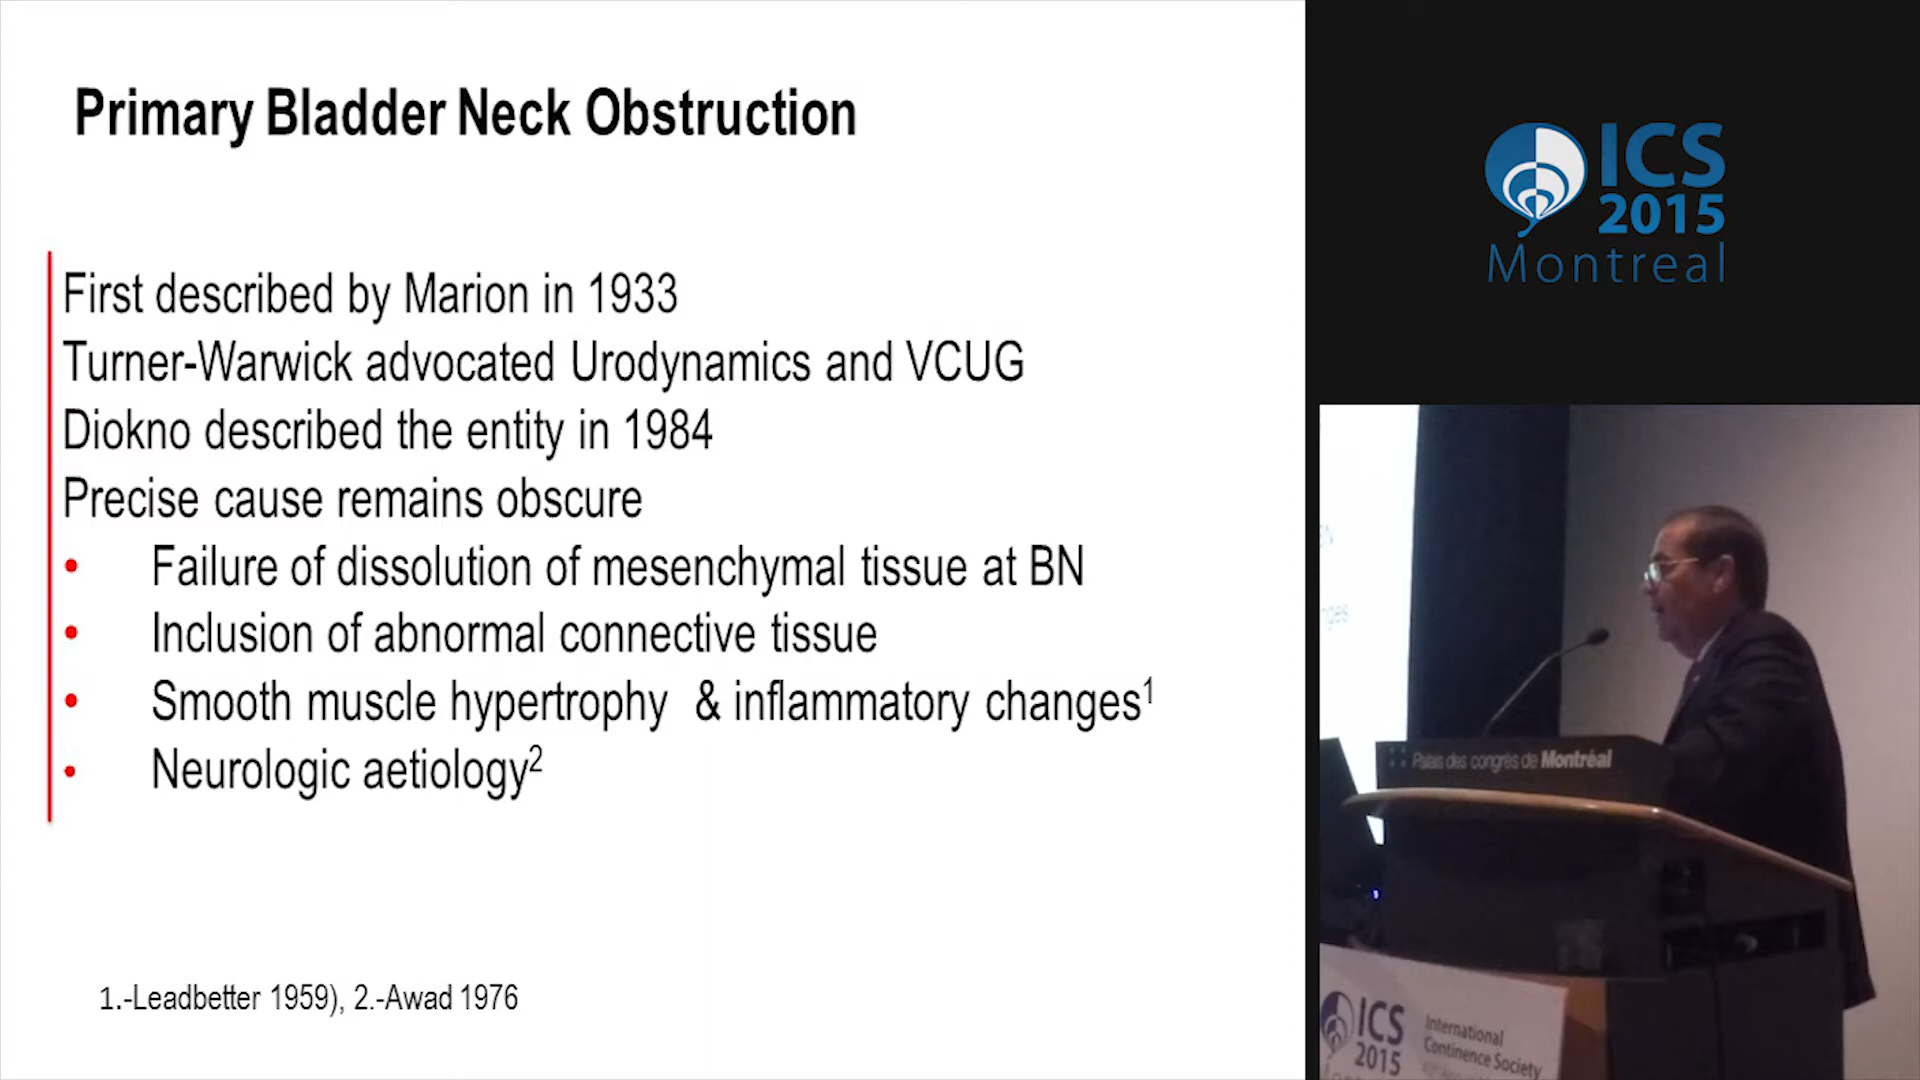 Primary Bladder Neck Obstruction
First described by Marion in 1933
Turner-Warwick advocated Urodynamics and VCUG
Diokno described the entity in 1984
Precise cause remains obscure
• Failure of dissolution of mesenchymal tissue at BN
• Inclusion of abnormal connective tissue
• Smooth muscle hypertrophy & inflammatory changes¹
• Neurologic aetiology²
1.-Leadbetter 1959), 2.-Awad 1976
ICS
2015
Montreal
Palais des congrès de Montréal
ICS
2015
International
Continence Society